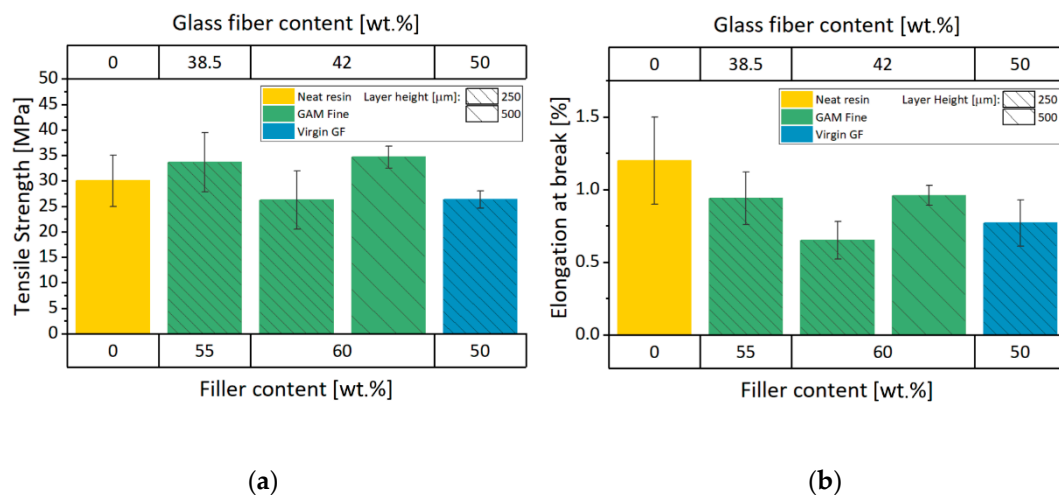 Glass fiber content [wt.%]
0 38.5 42 50
Tensile Strength [MPa]
50
45
40
35
30
25
20
15
10
5
0
Neat resin Layer height [µm]: 250
GAM Fine 500
Virgin GF
0 55 60 50
Filler content [wt.%]
(a)
Glass fiber content [wt.%]
0 38.5 42 50
Elongation at break [%]
1.5
1.0
0.5
0.0
Neat resin Layer Height [µm]: 250
GAM Fine 500
Virgin GF
0 55 60 50
Filler content [wt.%]
(b)